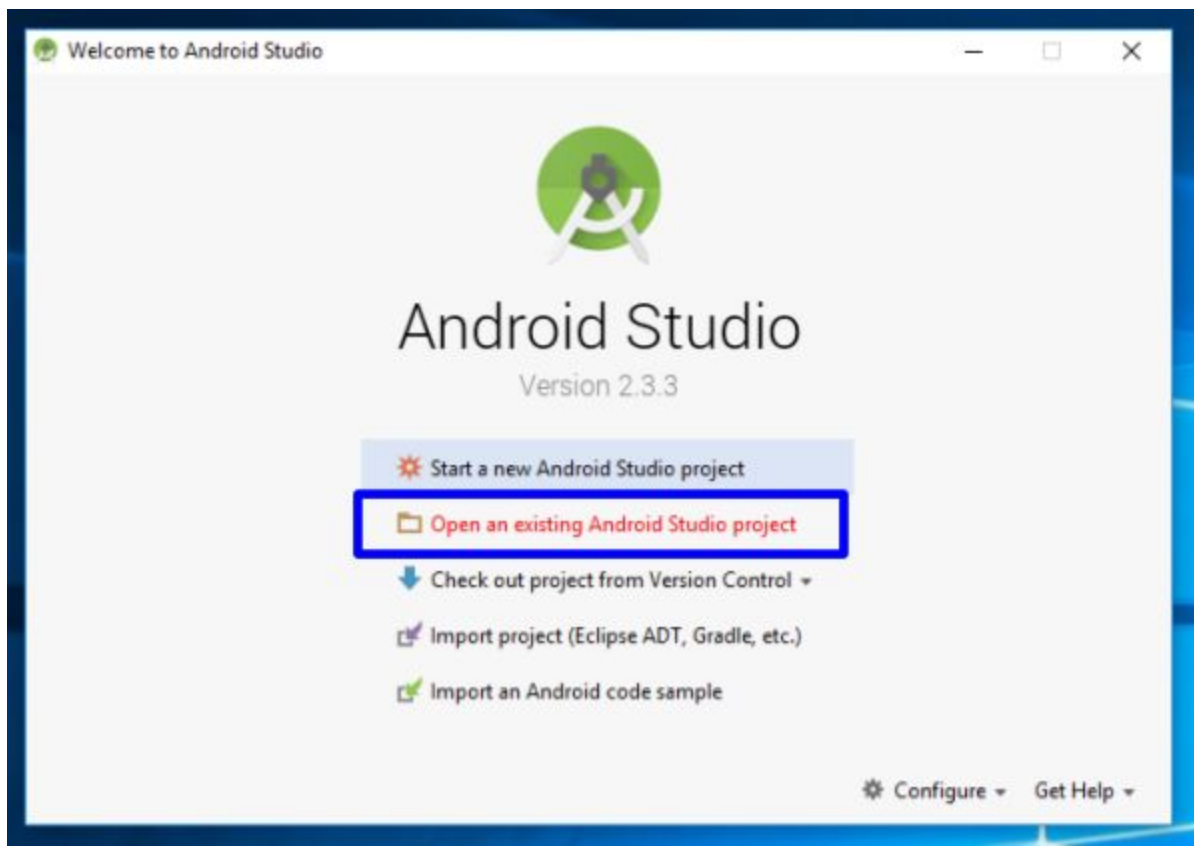 Welcome to Android Studio
Android Studio
Version 2.3.3
Start a new Android Studio project
Open an existing Android Studio project
Check out project from Version Control
Import project (Eclipse ADT, Gradle, etc.)
Import an Android code sample
Configure Get Help